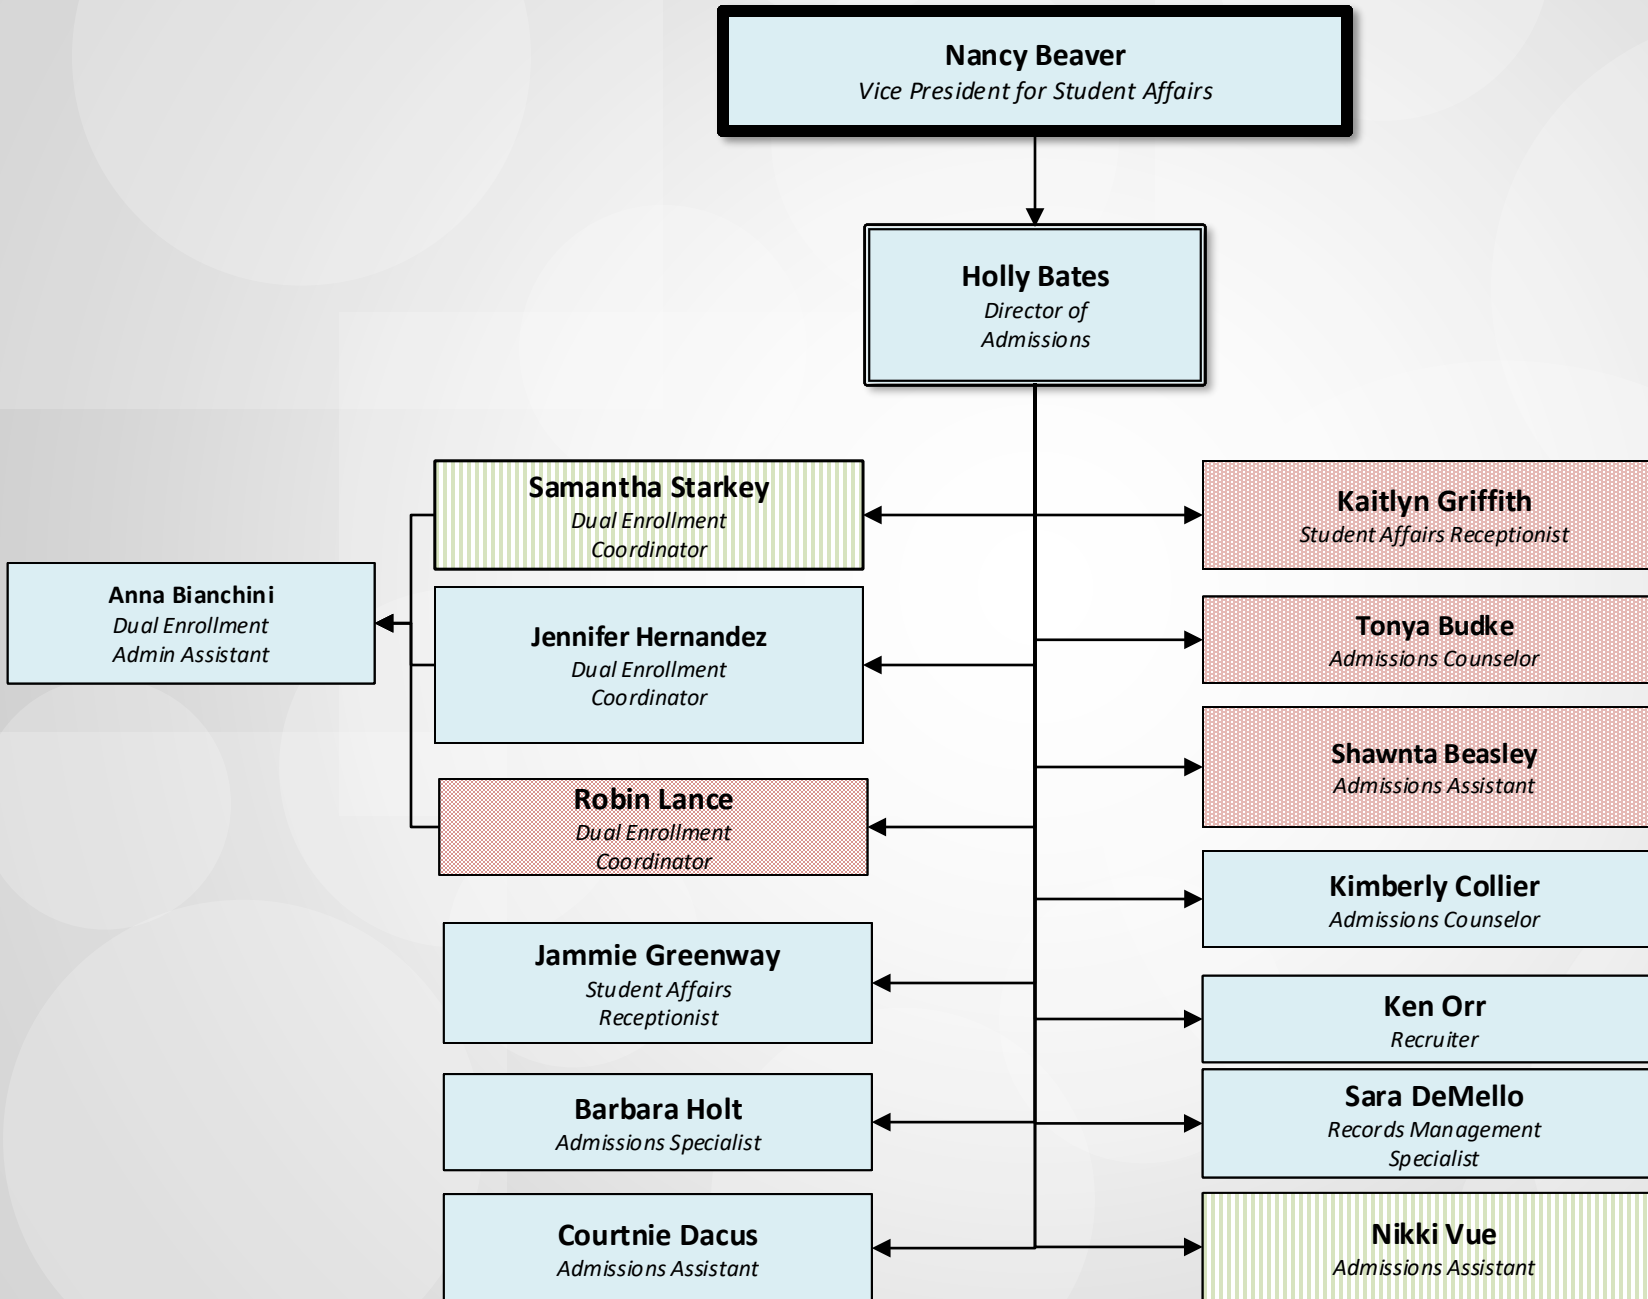 Nancy Beaver
Vice President for Student Affairs
Holly Bates
Director of
Admissions
Samantha Starkey
Dual Enrollment
Coordinator
Kaitlyn Griffith
Student Affairs Receptionist
Anna Bianchini
Dual Enrollment
Admin Assistant
Jennifer Hernandez
Dual Enrollment
Coordinator
Tonya Budke
Admissions Counselor
Shawnta Beasley
Admissions Assistant
Robin Lance
Dual Enrollment
Coordinator
Kimberly Collier
Admissions Counselor
Jammie Greenway
Student Affairs
Receptionist
Ken Orr
Recruiter
Barbara Holt
Admissions Specialist
Sara DeMello
Records Management
Specialist
Courtnie Dacus
Admissions Assistant
Nikki Vue
Admissions Assistant